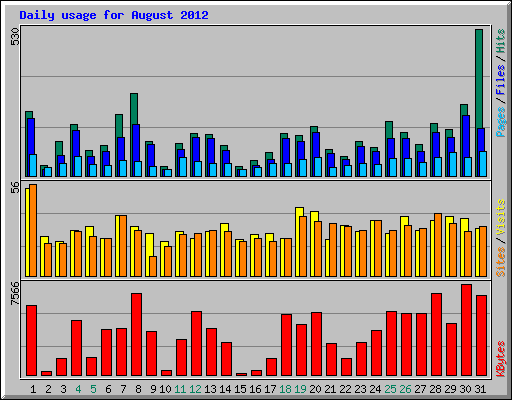 Daily usage for August 2012
530
Pages / Files / Hits
56
Sites / Visits
7566
KBytes
1 2 3 4 5 6 7 8 9 10 11 12 13 14 15 16 17 18 19 20 21 22 23 24 25 26 27 28 29 30 31